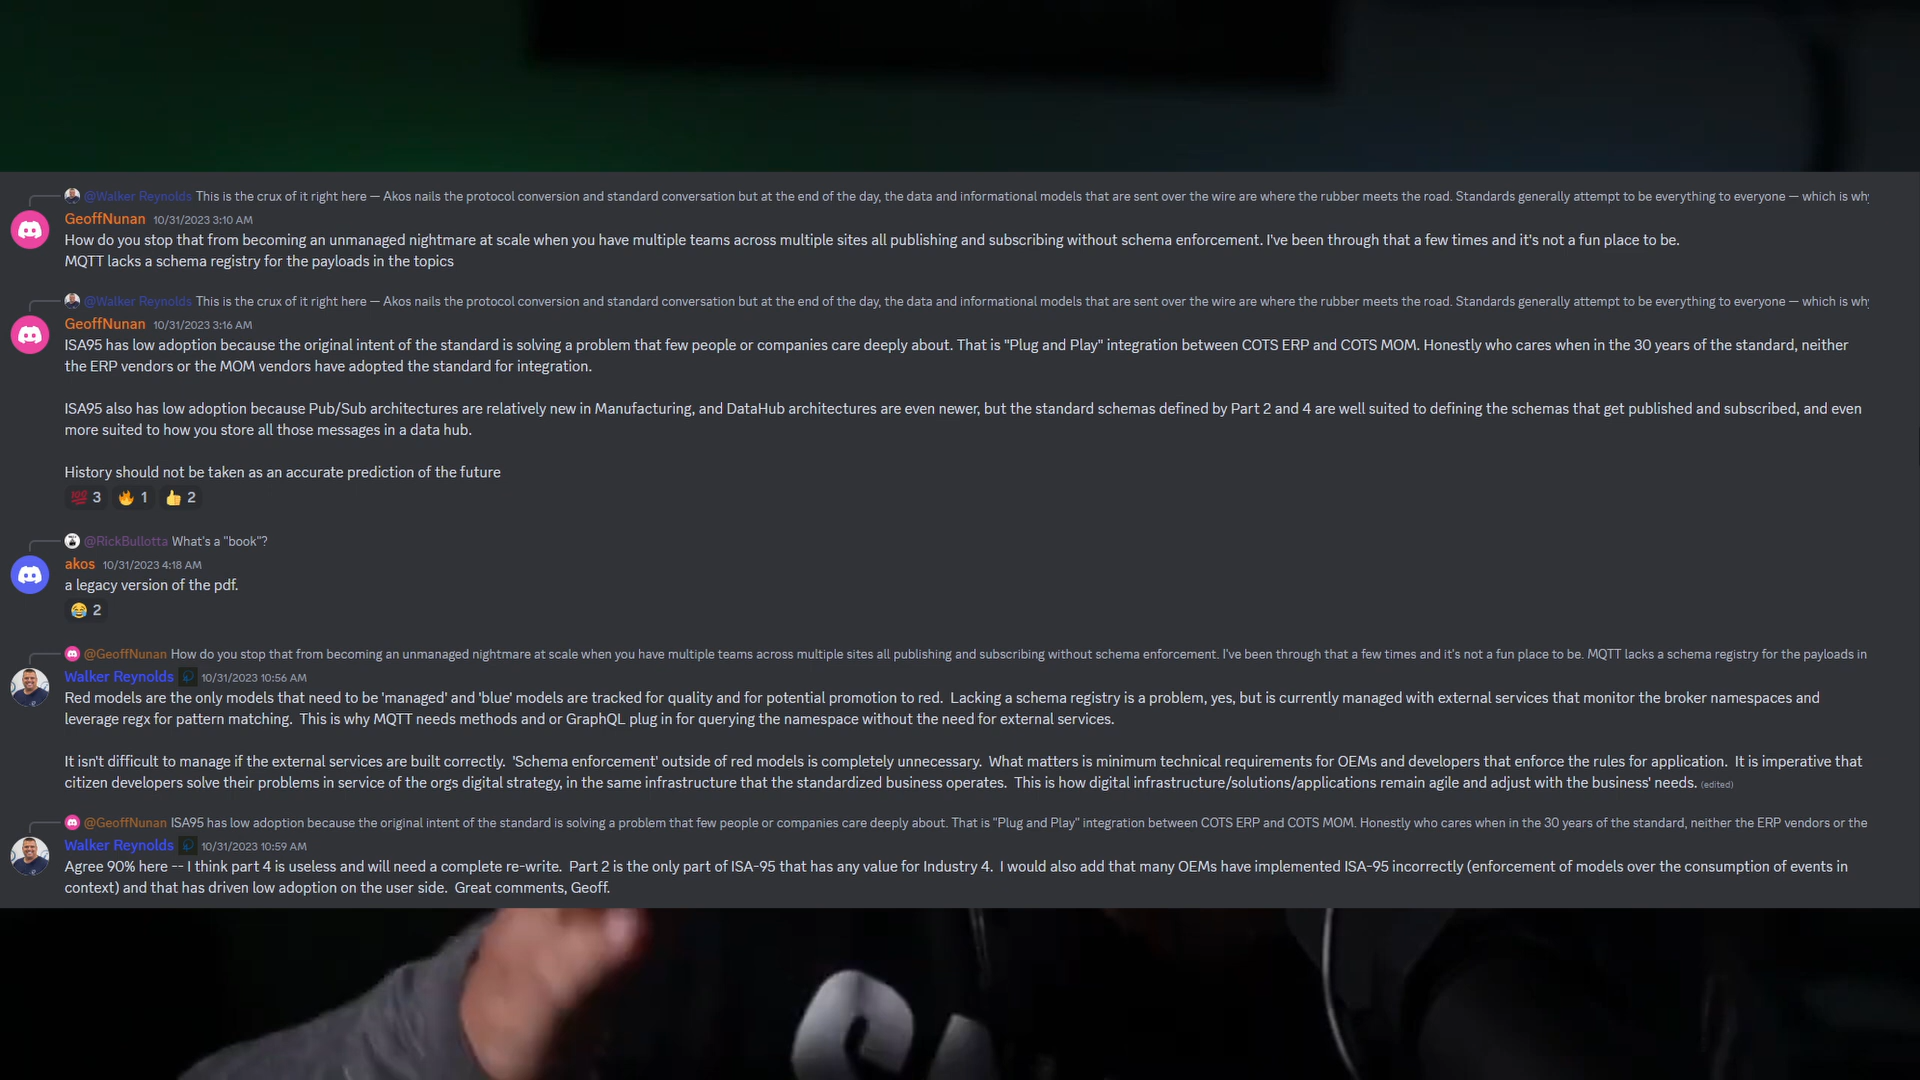 @Walker Reynolds This is the crux of it right here — Akos nails the protocol conversion and standard conversation but at the end of the day, the data and informational models that are sent over the wire are where the rubber meets the road. Standards generally attempt to be everything to everyone — which is why
GeoffNunan 10/31/2023 3:10 AM
How do you stop that from becoming an unmanaged nightmare at scale when you have multiple teams across multiple sites all publishing and subscribing without schema enforcement. I've been through that a few times and it's not a fun place to be.
MQTT lacks a schema registry for the payloads in the topics
@Walker Reynolds This is the crux of it right here — Akos nails the protocol conversion and standard conversation but at the end of the day, the data and informational models that are sent over the wire are where the rubber meets the road. Standards generally attempt to be everything to everyone — which is why
GeoffNunan 10/31/2023 3:16 AM
ISA95 has low adoption because the original intent of the standard is solving a problem that few people or companies care deeply about. That is "Plug and Play" integration between COTS ERP and COTS MOM. Honestly who cares when in the 30 years of the standard, neither
the ERP vendors or the MOM vendors have adopted the standard for integration.
ISA95 also has low adoption because Pub/Sub architectures are relatively new in Manufacturing, and DataHub architectures are even newer, but the standard schemas defined by Part 2 and 4 are well suited to defining the schemas that get published and subscribed, and even
more suited to how you store all those messages in a data hub.
History should not be taken as an accurate prediction of the future
💯 3 🔥 1 👍 2
@RickBullotta What's a "book"?
akos 10/31/2023 4:18 AM
a legacy version of the pdf.
😂 2
@GeoffNunan How do you stop that from becoming an unmanaged nightmare at scale when you have multiple teams across multiple sites all publishing and subscribing without schema enforcement. I've been through that a few times and it's not a fun place to be. MQTT lacks a schema registry for the payloads in
Walker Reynolds 10/31/2023 10:56 AM
Red models are the only models that need to be 'managed' and 'blue' models are tracked for quality and for potential promotion to red. Lacking a schema registry is a problem, yes, but is currently managed with external services that monitor the broker namespaces and
leverage regx for pattern matching. This is why MQTT needs methods and or GraphQL plug in for querying the namespace without the need for external services.
It isn't difficult to manage if the external services are built correctly. 'Schema enforcement' outside of red models is completely unnecessary. What matters is minimum technical requirements for OEMs and developers that enforce the rules for application. It is imperative that
citizen developers solve their problems in service of the orgs digital strategy, in the same infrastructure that the standardized business operates. This is how digital infrastructure/solutions/applications remain agile and adjust with the business' needs. (edited)
@GeoffNunan ISA95 has low adoption because the original intent of the standard is solving a problem that few people or companies care deeply about. That is "Plug and Play" integration between COTS ERP and COTS MOM. Honestly who cares when in the 30 years of the standard, neither the ERP vendors or the
Walker Reynolds 10/31/2023 10:59 AM
Agree 90% here -- I think part 4 is useless and will need a complete re-write. Part 2 is the only part of ISA-95 that has any value for Industry 4. I would also add that many OEMs have implemented ISA-95 incorrectly (enforcement of models over the consumption of events in
context) and that has driven low adoption on the user side. Great comments, Geoff.